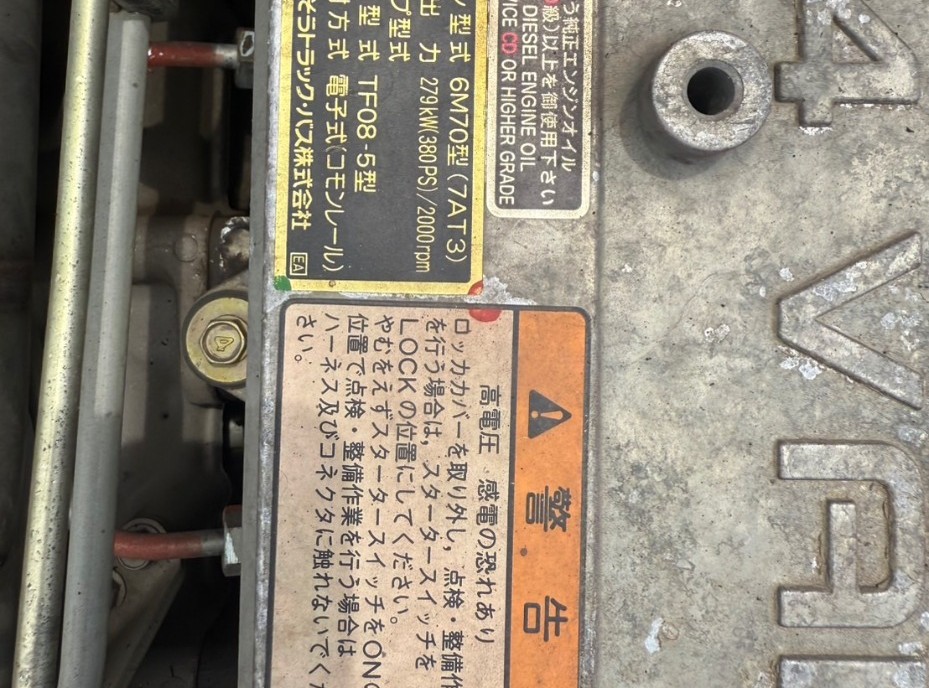 ノ型式 6M70型(7AT3)
出 力 279kW(380PS)/2000rpm
プ型式
型 式 TF08-5型
方式 電子式(コモンレール)
そうトラック・バス株式会社
EA
う純正エンジンオイル
級)以上を御使用下さい
DIESEL ENGINE OIL
VICE CD OR HIGHER GRADE
警告
高電圧 感電の恐れあり
ロッカカバーを取り外し,点検・整備作
を行う場合は,スタータースイッチを
LOCKの位置にしてください。
やむをえずスタータースイッチをON
位置で点検・整備作業を行う場合は
ハーネス及びコネクタに触れないでくだ
さい。
4 VAL
4